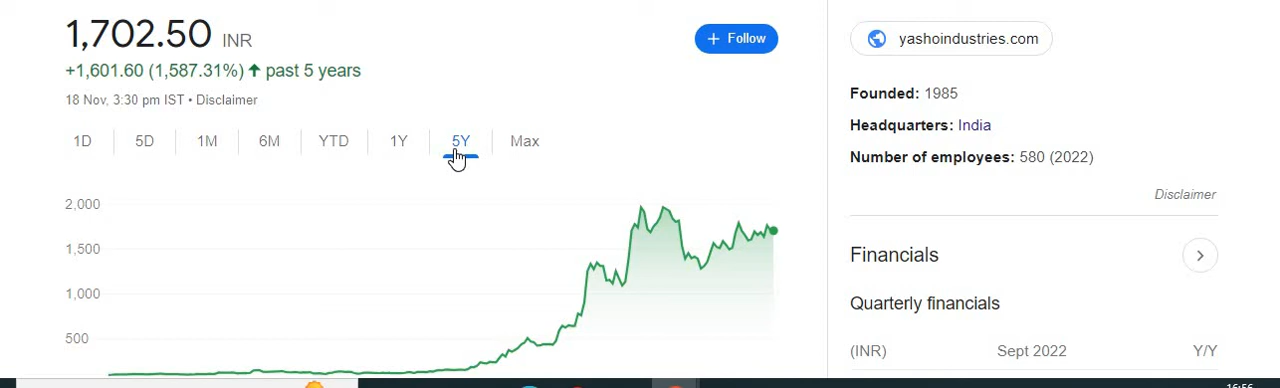 1,702.50 INR
+ Follow
+1,601.60 (1,587.31%) ↑ past 5 years
18 Nov, 3:30 pm IST • Disclaimer
1D 5D 1M 6M YTD 1Y 5Y Max
2,000
1,500
1,000
500
yashoindustries.com
Founded: 1985
Headquarters: India
Number of employees: 580 (2022)
Disclaimer
Financials
Quarterly financials
(INR) Sept 2022 Y/Y